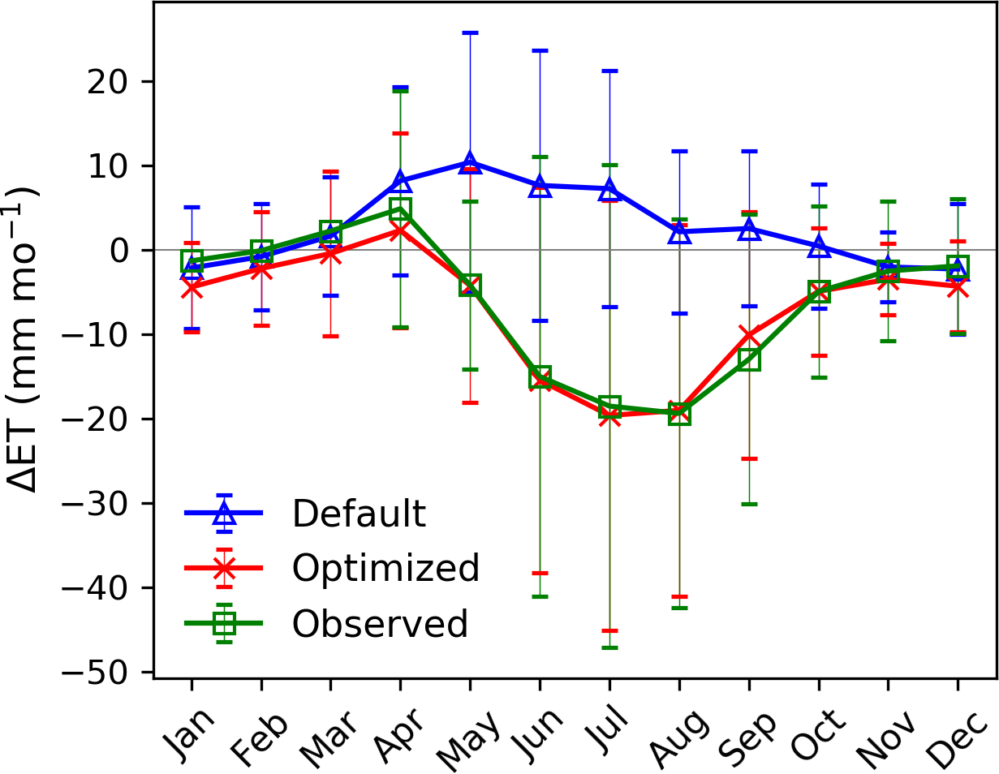 ΔET (mm mo⁻¹)
20
10
0
−10
−20
−30
−40
−50
Default
Optimized
Observed
Jan Feb Mar Apr May Jun Jul Aug Sep Oct Nov Dec